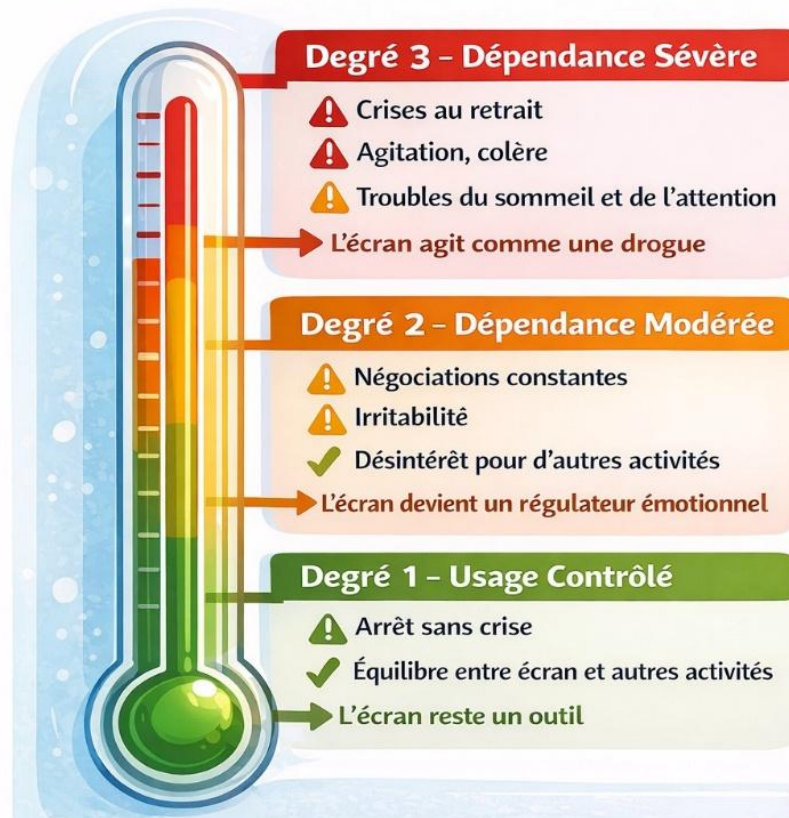 Degré 3 – Dépendance Sévère
Crises au retrait
Agitation, colère
Troubles du sommeil et de l'attention
L'écran agit comme une drogue
Degré 2 – Dépendance Modérée
Négociations constantes
Irritabilitê
Désintérêt pour d'autres activités
L'écran devient un régulateur émotionnel
Degré 1 – Usage Contrôlé
Arrêt sans crise
Équilibre entre écran et autres activités
L'écran reste un outil